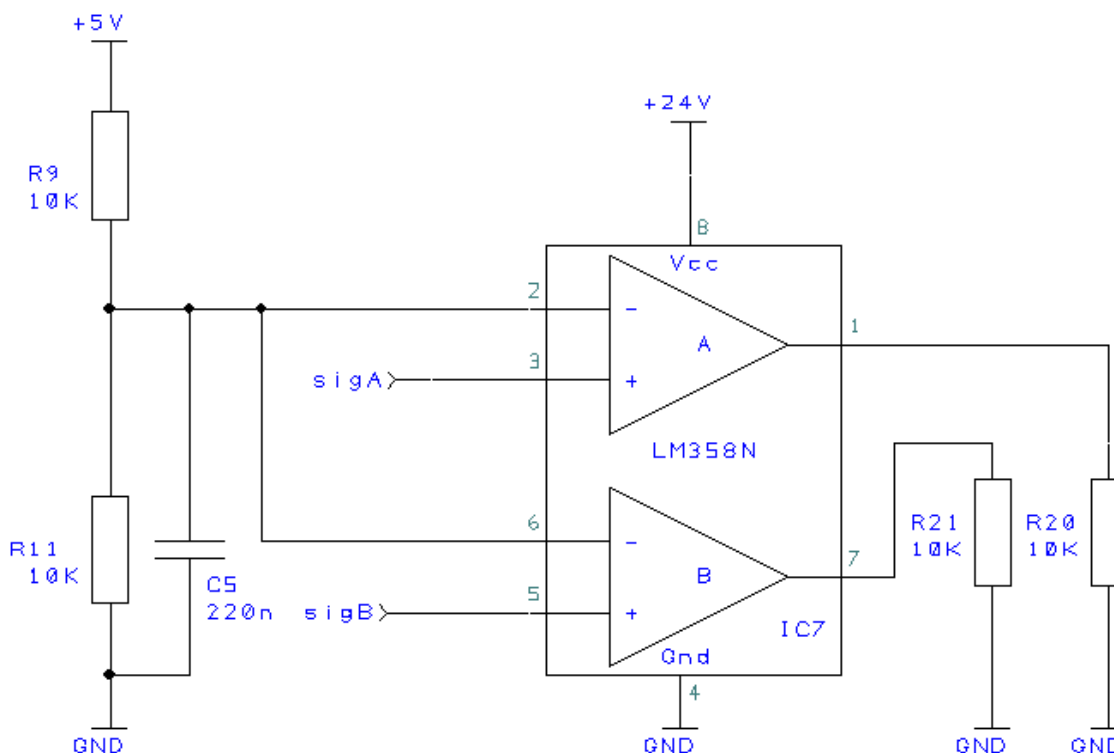 +5V
+24V
R9
10K
8
Vcc
2
-
A
1
3
sigA
+
LM358N
6
-
R21
10K
R20
10K
R11
10K
B
7
C5
220n
5
sigB
+
IC7
Gnd
4
GND
GND
GND
GND